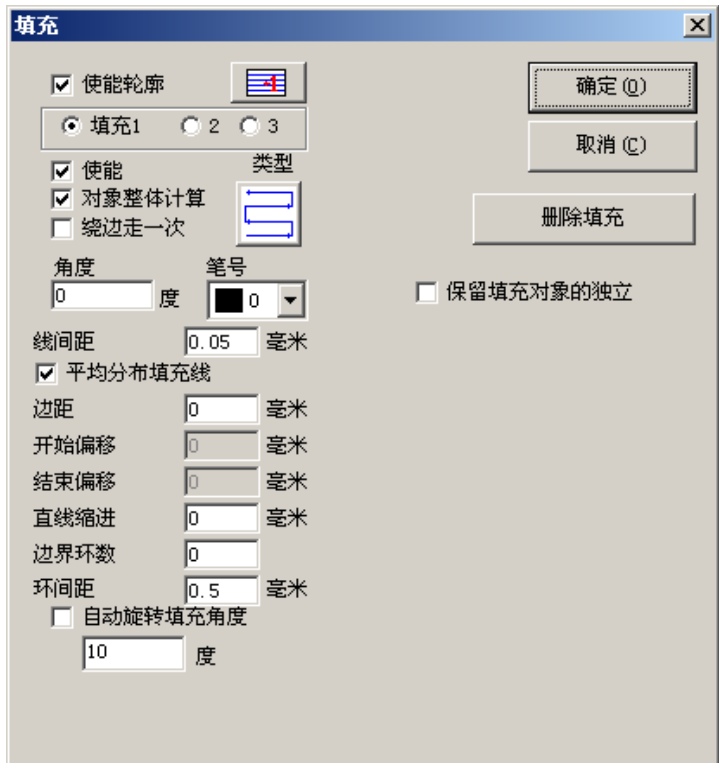 填充
使能轮廓
确定(O)
填充1 2 3
取消(C)
使能
类型
对象整体计算
绕边走一次
删除填充
角度 笔号
0 度 0
保留填充对象的独立
线间距 0.05 毫米
平均分布填充线
边距 0 毫米
开始偏移 0 毫米
结束偏移 0 毫米
直线缩进 0 毫米
边界环数 0
环间距 0.5 毫米
自动旋转填充角度
10 度